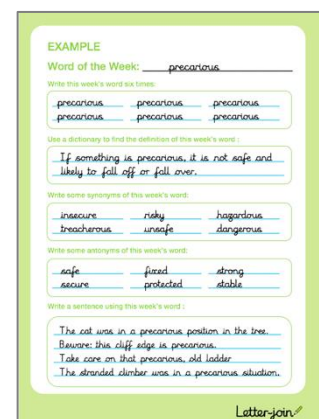 EXAMPLE
Word of the Week: precarious
Write this week's word six times:
precarious precarious precarious
precarious precarious precarious
Use a dictionary to find the definition of this week's word :
If something is precarious, it is not safe and
likely to fall off or fall over.
Write some synonyms of this week's word:
insecure risky hazardous
treacherous unsafe dangerous
Write some antonyms of this week's word:
safe fixed strong
secure protected stable
Write a sentence using this week's word :
The cat was in a precarious position in the tree.
Beware: this cliff edge is precarious.
Take care on that precarious, old ladder
The stranded climber was in a precarious situation.
Letter-join